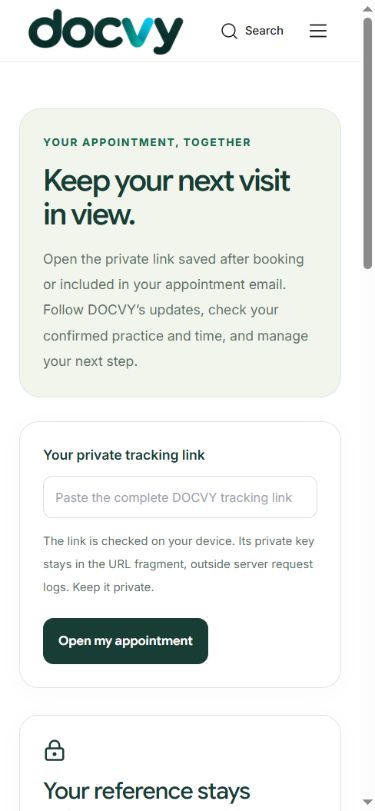 docvy
Search
YOUR APPOINTMENT, TOGETHER
Keep your next visit
in view.
Open the private link saved after booking
or included in your appointment email.
Follow DOCVY’s updates, check your
confirmed practice and time, and manage
your next step.
Your private tracking link
Paste the complete DOCVY tracking link
The link is checked on your device. Its private key
stays in the URL fragment, outside server request
logs. Keep it private.
Open my appointment
Your reference stays